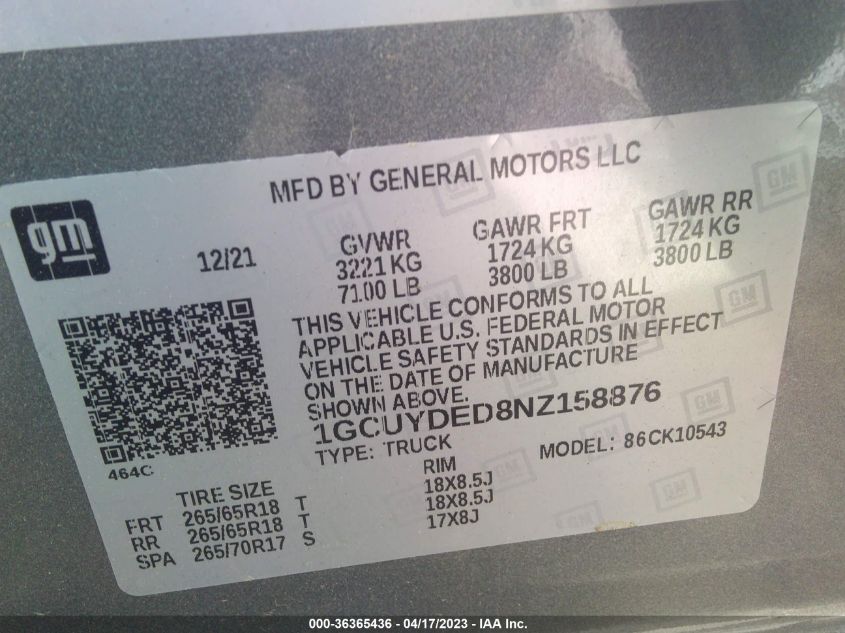 MFD BY GENERAL MOTORS LLC
gm
12/21
GVWR
3221 KG
7100 LB
GAWR FRT
1724 KG
3800 LB
GAWR RR
1724 KG
3800 LB
THIS VEHICLE CONFORMS TO ALL
APPLICABLE U.S. FEDERAL MOTOR
VEHICLE SAFETY STANDARDS IN EFFECT
ON THE DATE OF MANUFACTURE
SHOWN ABOVE.
1GCUYDED8NZ158876
TYPE: TRUCK
MODEL: 86CK10543
464C
TIRE SIZE
RIM
FRT 265/65R18 T 18X8.5J
RR 265/65R18 T 18X8.5J
SPA 265/70R17 S 17X8J
000-36365436 - 04/17/2023 - IAA Inc.